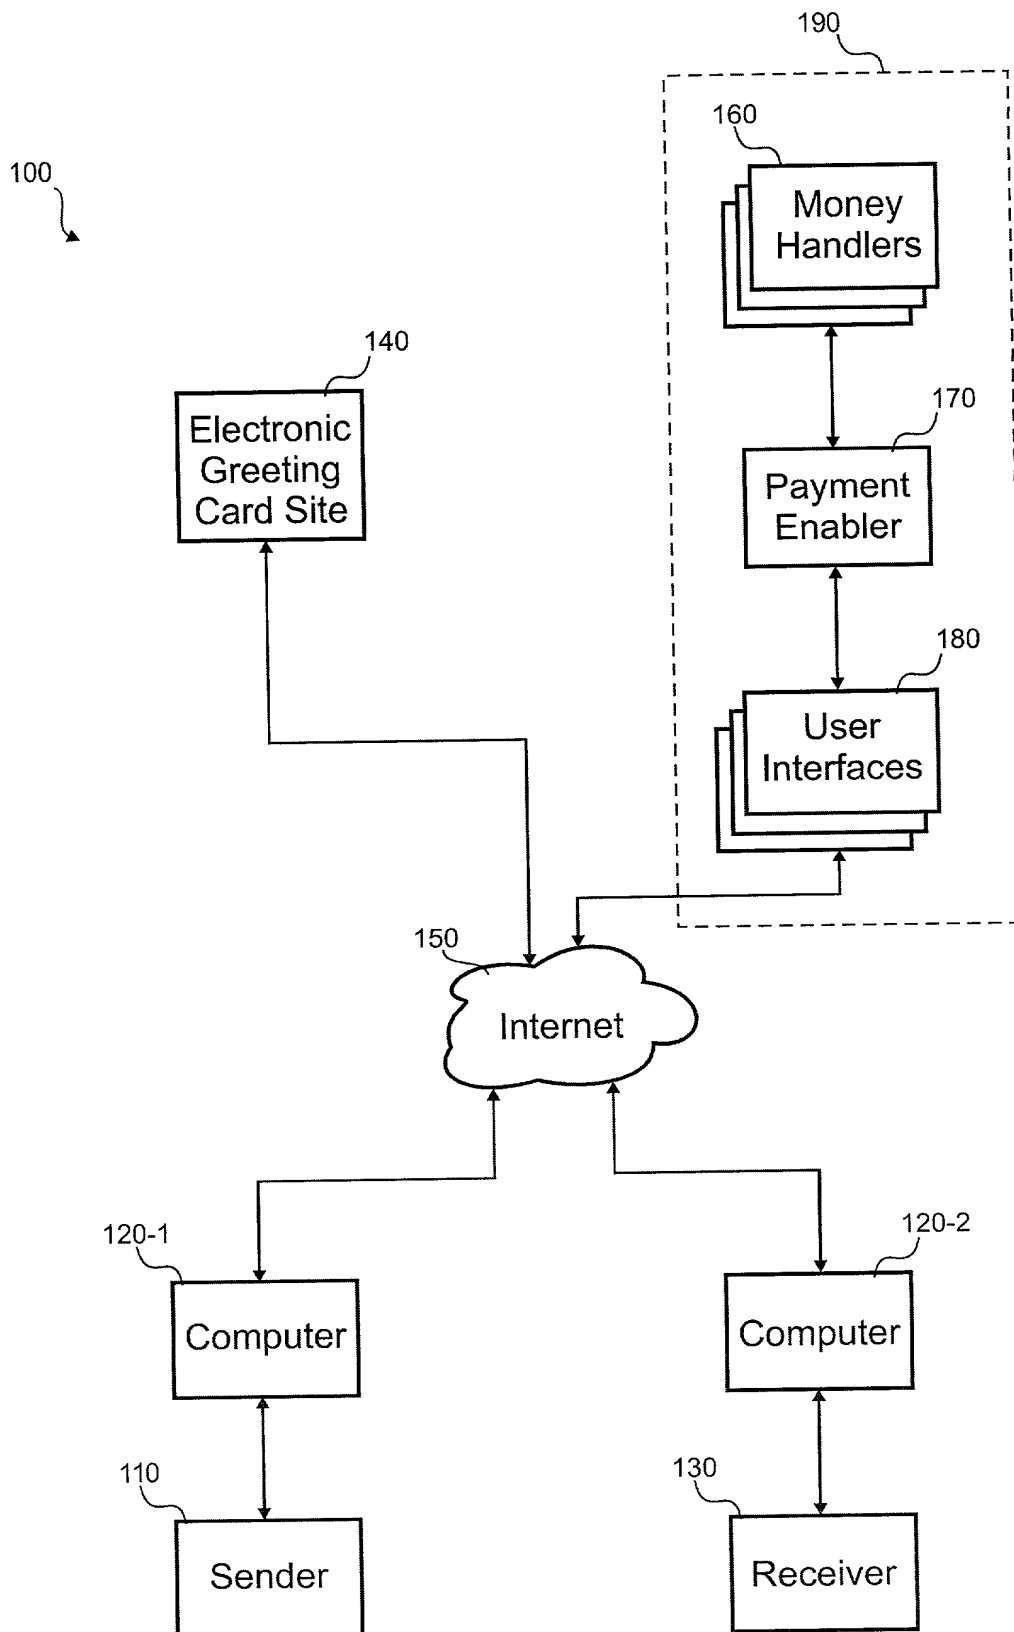 190
160
100
Money
Handlers
140
170
Electronic
Greeting
Card Site
Payment
Enabler
180
User
Interfaces
150
Internet
120-1
120-2
Computer
Computer
110
130
Sender
Receiver